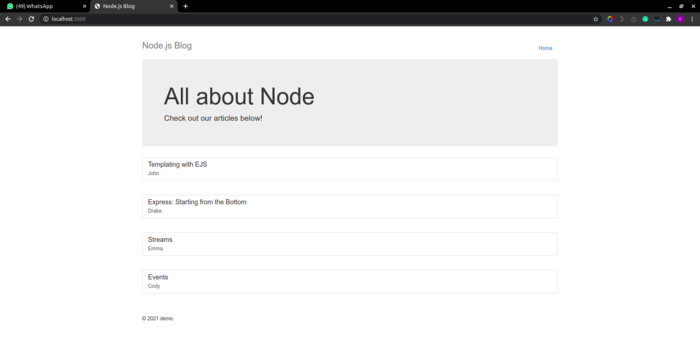 (49) WhatsApp
Node.js Blog
localhost:3000
Node.js Blog
Home
All about Node
Check out our articles below!
Templating with EJS
John
Express: Starting from the Bottom
Drake
Streams
Emma
Events
Cody
© 2021 demo.